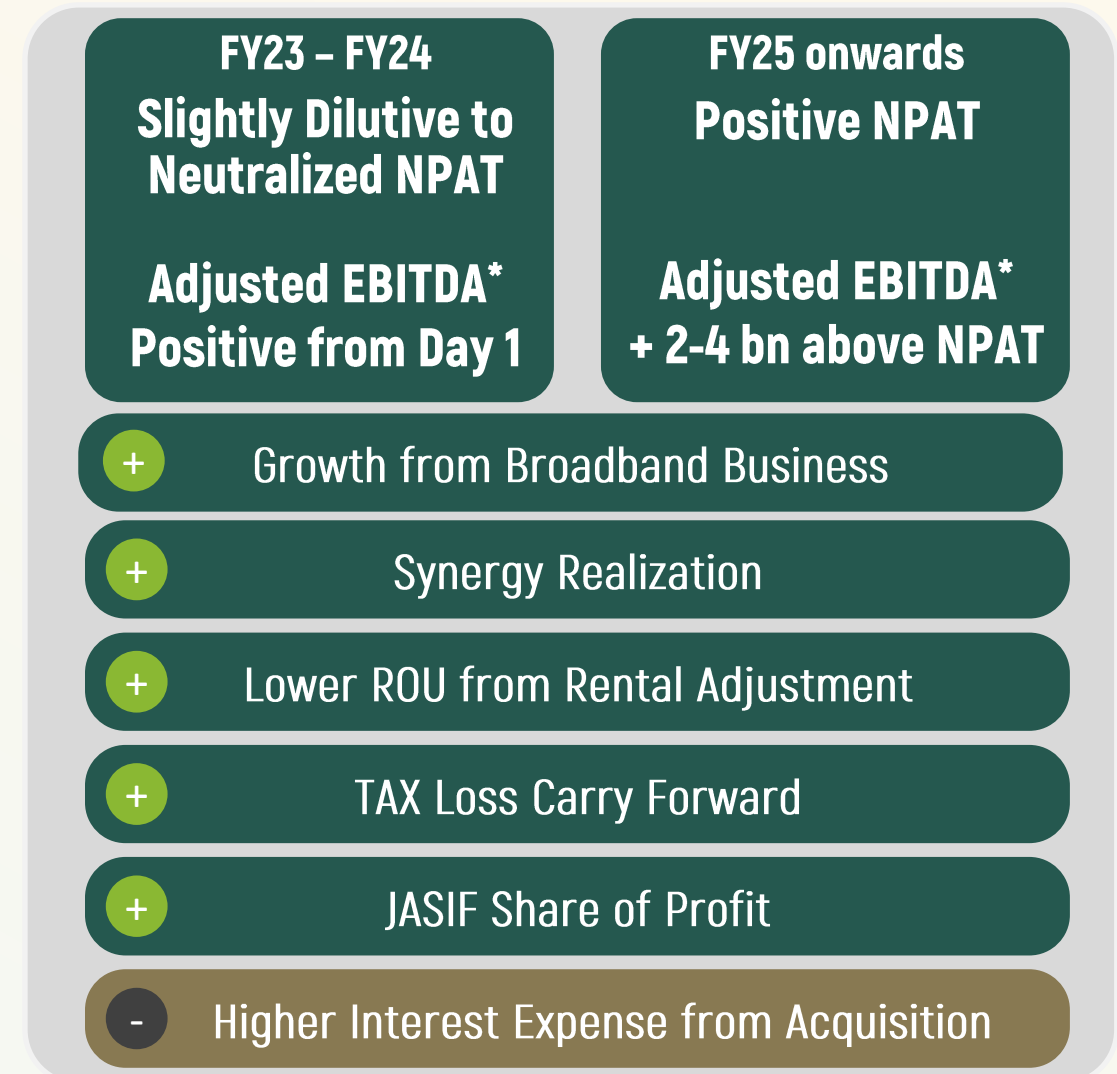 FY23 – FY24
Slightly Dilutive to
Neutralized NPAT
Adjusted EBITDA*
Positive from Day 1
FY25 onwards
Positive NPAT
Adjusted EBITDA*
+ 2-4 bn above NPAT
+ Growth from Broadband Business
+ Synergy Realization
+ Lower ROU from Rental Adjustment
+ TAX Loss Carry Forward
+ JASIF Share of Profit
- Higher Interest Expense from Acquisition